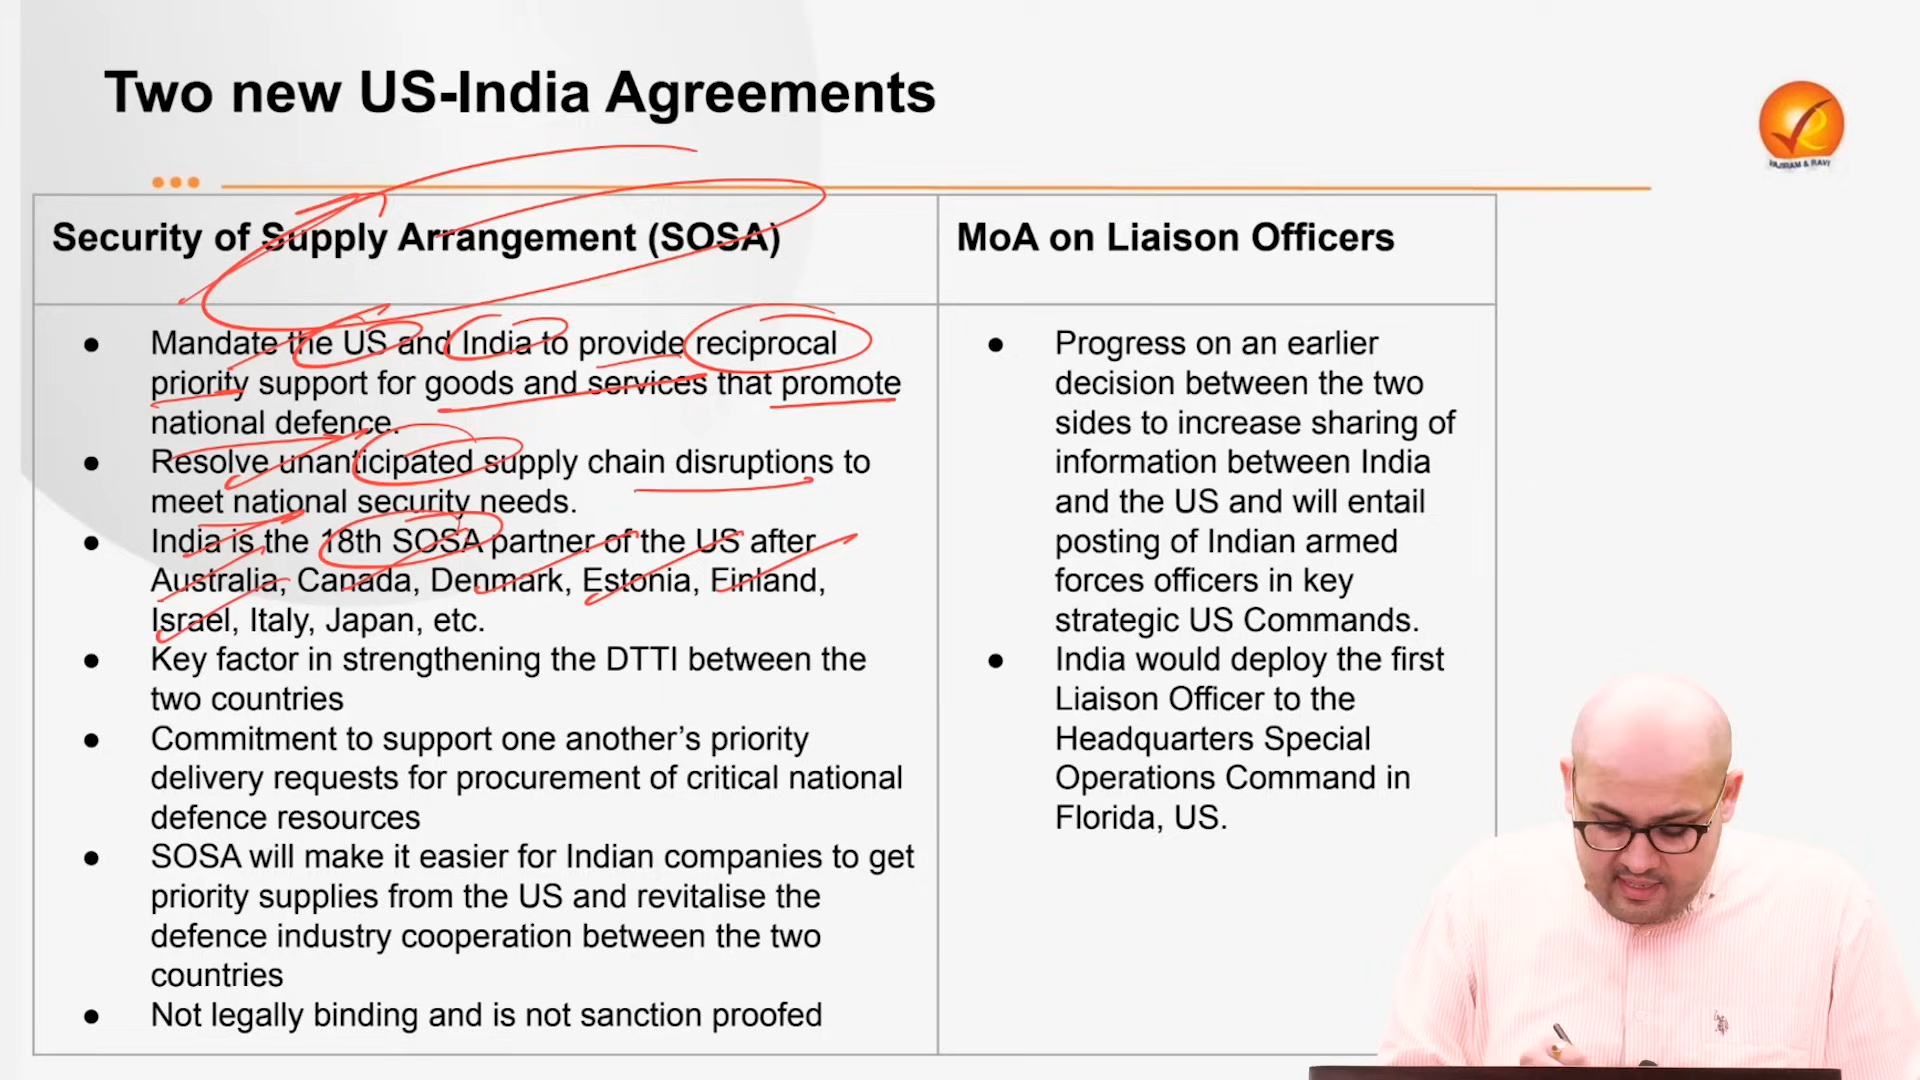 Two new US-India Agreements
VAJIRAM & RAVI
Security of Supply Arrangement (SOSA)
Mandate the US and India to provide reciprocal
priority support for goods and services that promote
national defence.
Resolve unanticipated supply chain disruptions to
meet national security needs.
India is the 18th SOSA partner of the US after
Australia, Canada, Denmark, Estonia, Finland,
Israel, Italy, Japan, etc.
Key factor in strengthening the DTTI between the
two countries
Commitment to support one another’s priority
delivery requests for procurement of critical national
defence resources
SOSA will make it easier for Indian companies to get
priority supplies from the US and revitalise the
defence industry cooperation between the two
countries
Not legally binding and is not sanction proofed
MoA on Liaison Officers
Progress on an earlier
decision between the two
sides to increase sharing of
information between India
and the US and will entail
posting of Indian armed
forces officers in key
strategic US Commands.
India would deploy the first
Liaison Officer to the
Headquarters Special
Operations Command in
Florida, US.